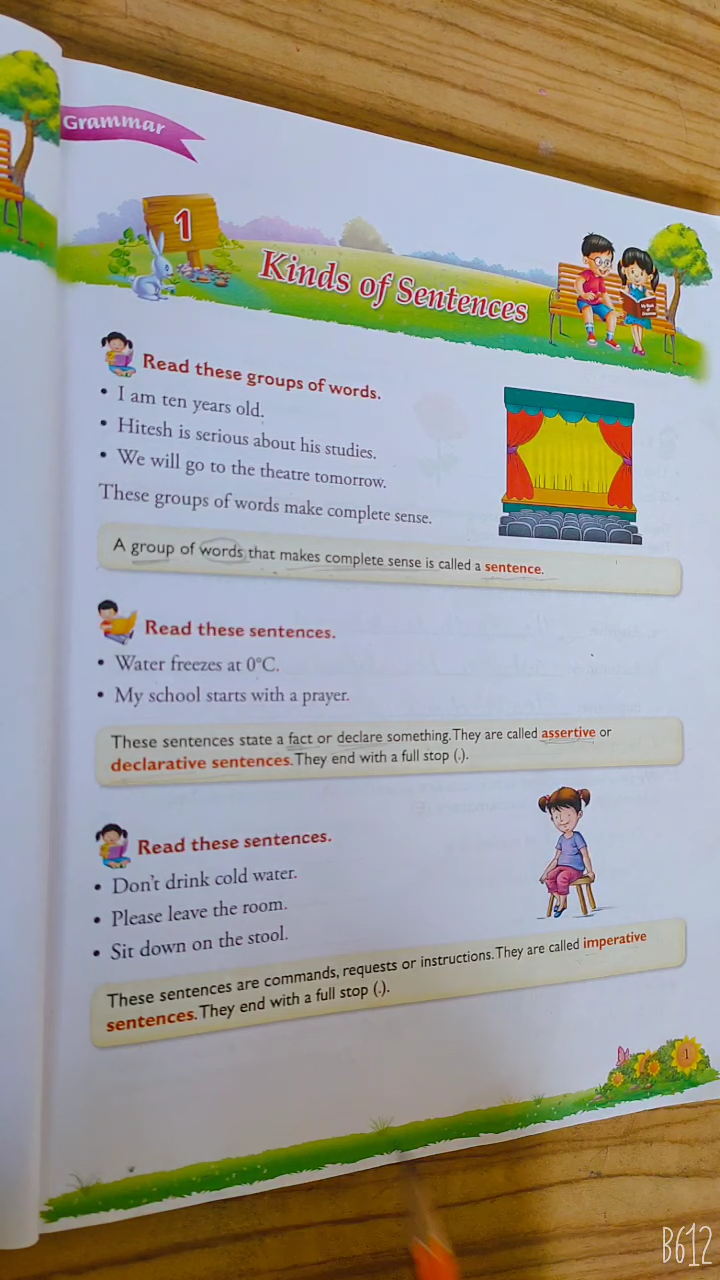 Grammar
1
Kinds of Sentences
Read these groups of words.
• I am ten years old.
• Hitesh is serious about his studies.
• We will go to the theatre tomorrow.
These groups of words make complete sense.
A group of words that makes complete sense is called a sentence.
Read these sentences.
• Water freezes at 0°C.
• My school starts with a prayer.
These sentences state a fact or declare something. They are called assertive or
declarative sentences. They end with a full stop (.).
Read these sentences.
• Don't drink cold water.
• Please leave the room.
• Sit down on the stool.
These sentences are commands, requests or instructions. They are called imperative
sentences. They end with a full stop (.).
1
B612